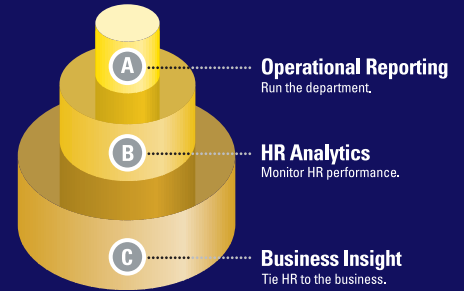 A
Operational Reporting
Run the department.
B
HR Analytics
Monitor HR performance.
C
Business Insight
Tie HR to the business.